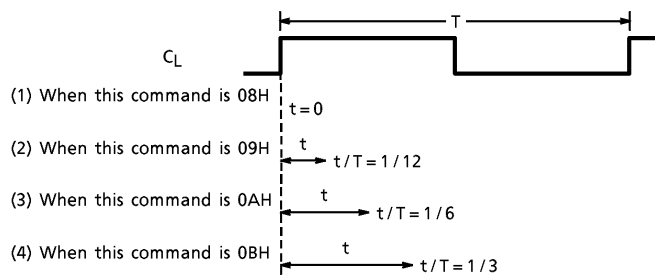 T
CL
(1) When this command is 08H
t=0
(2) When this command is 09H
t
t/T=1/12
(3) When this command is 0AH
t
t/T=1/6
(4) When this command is 0BH
t
t/T=1/3